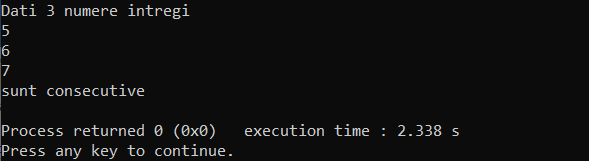 Dati 3 numere intregi
5
6
7
sunt consecutive
Process returned 0 (0x0)   execution time : 2.338 s
Press any key to continue.